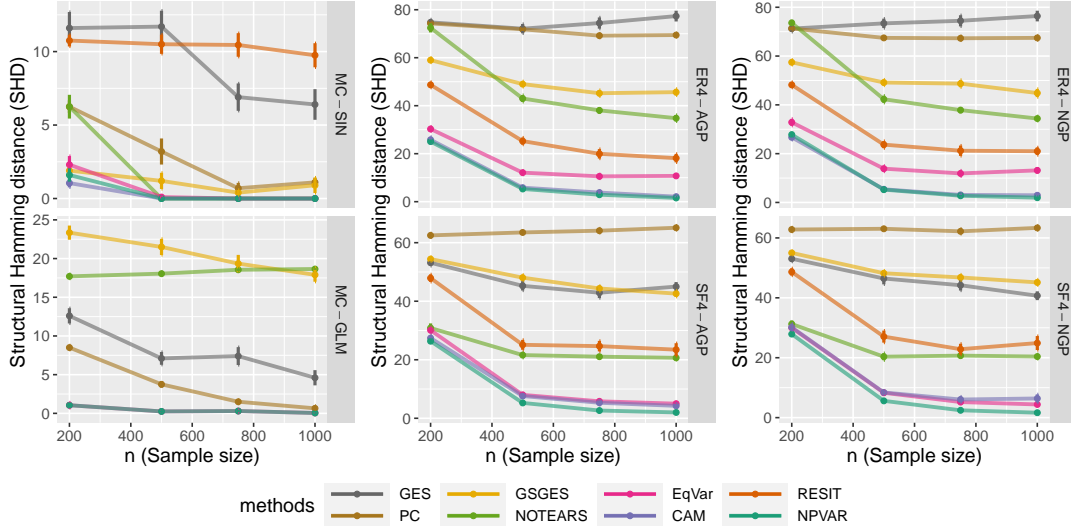 Structural Hamming distance (SHD)
10
5
0
MC−SIN
25
20
15
10
5
0
MC−GLM
200 400 600 800 1000
n (Sample size)
Structural Hamming distance (SHD)
80
60
40
20
0
ER4−AGP
60
40
20
0
SF4−AGP
200 400 600 800 1000
n (Sample size)
Structural Hamming distance (SHD)
80
60
40
20
0
ER4−NGP
60
40
20
0
SF4−NGP
200 400 600 800 1000
n (Sample size)
methods
GES GSGES EqVar RESIT
PC NOTEARS CAM NPVAR